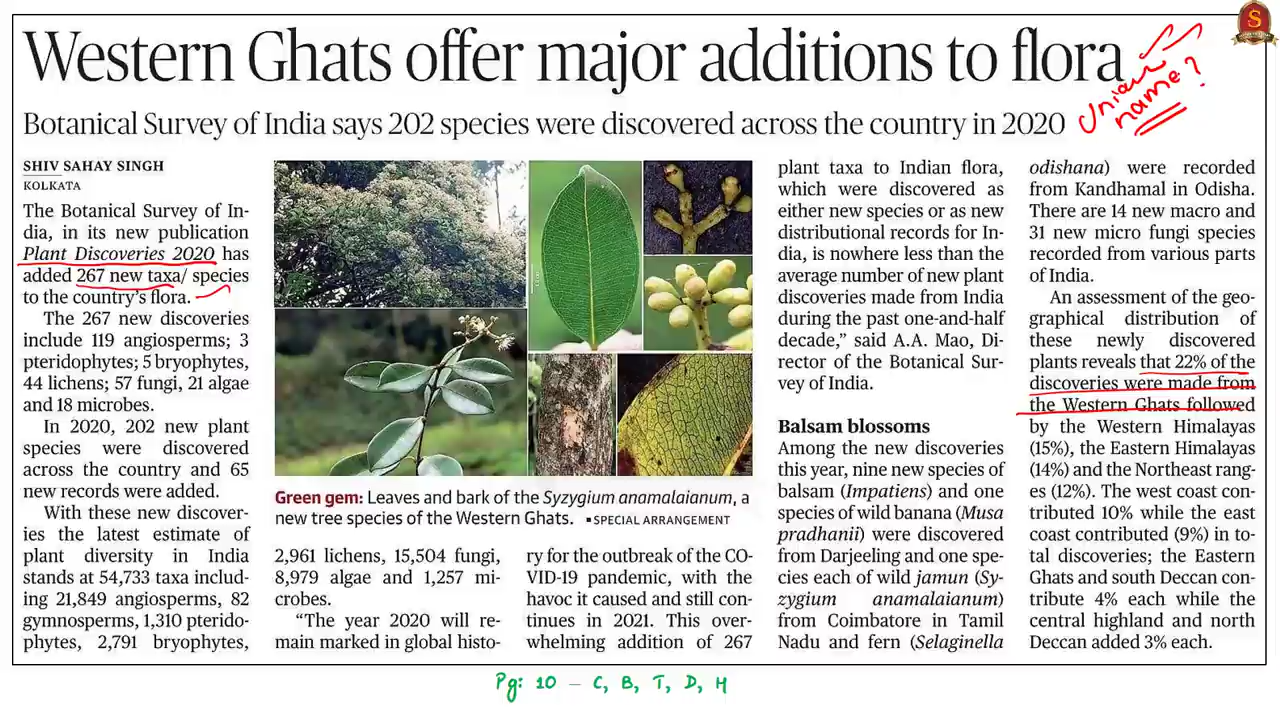 Western Ghats offer major additions to flora
name?
Botanical Survey of India says 202 species were discovered across the country in 2020
SHIV SAHAY SINGH
KOLKATA
The Botanical Survey of In-
dia, in its new publication
Plant Discoveries 2020 has
added 267 new taxa/ species
to the country's flora.
The 267 new discoveries
include 119 angiosperms; 3
pteridophytes; 5 bryophytes,
44 lichens; 57 fungi, 21 algae
and 18 microbes.
In 2020, 202 new plant
species were discovered
across the country and 65
new records were added.
With these new discover-
ies the latest estimate of
plant diversity in India
stands at 54,733 taxa includ-
ing 21,849 angiosperms, 82
gymnosperms, 1,310 pterido-
phytes, 2,791 bryophytes,
Green gem: Leaves and bark of the Syzygium anamalaianum, a
new tree species of the Western Ghats. ▪SPECIAL ARRANGEMENT
2,961 lichens, 15,504 fungi,
8,979 algae and 1,257 mi-
crobes.
"The year 2020 will re-
main marked in global histo-
ry for the outbreak of the CO-
VID-19 pandemic, with the
havoc it caused and still con-
tinues in 2021. This over-
whelming addition of 267
plant taxa to Indian flora,
which were discovered as
either new species or as new
distributional records for In-
dia, is nowhere less than the
average number of new plant
discoveries made from India
during the past one-and-half
decade," said A.A. Mao, Di-
rector of the Botanical Sur-
vey of India.
Balsam blossoms
Among the new discoveries
this year, nine new species of
balsam (Impatiens) and one
species of wild banana (Musa
pradhanii) were discovered
from Darjeeling and one spe-
cies each of wild jamun (Sy-
zygium anamalaianum)
from Coimbatore in Tamil
Nadu and fern (Selaginella
odishana) were recorded
from Kandhamal in Odisha.
There are 14 new macro and
31 new micro fungi species
recorded from various parts
of India.
An assessment of the geo-
graphical distribution of
these newly discovered
plants reveals that 22% of the
discoveries were made from
the Western Ghats followed
by the Western Himalayas
(15%), the Eastern Himalayas
(14%) and the Northeast rang-
es (12%). The west coast con-
tributed 10% while the east
coast contributed (9%) in to-
tal discoveries; the Eastern
Ghats and south Deccan con-
tribute 4% each while the
central highland and north
Deccan added 3% each.
Pg: 10 – C, B, T, D, H